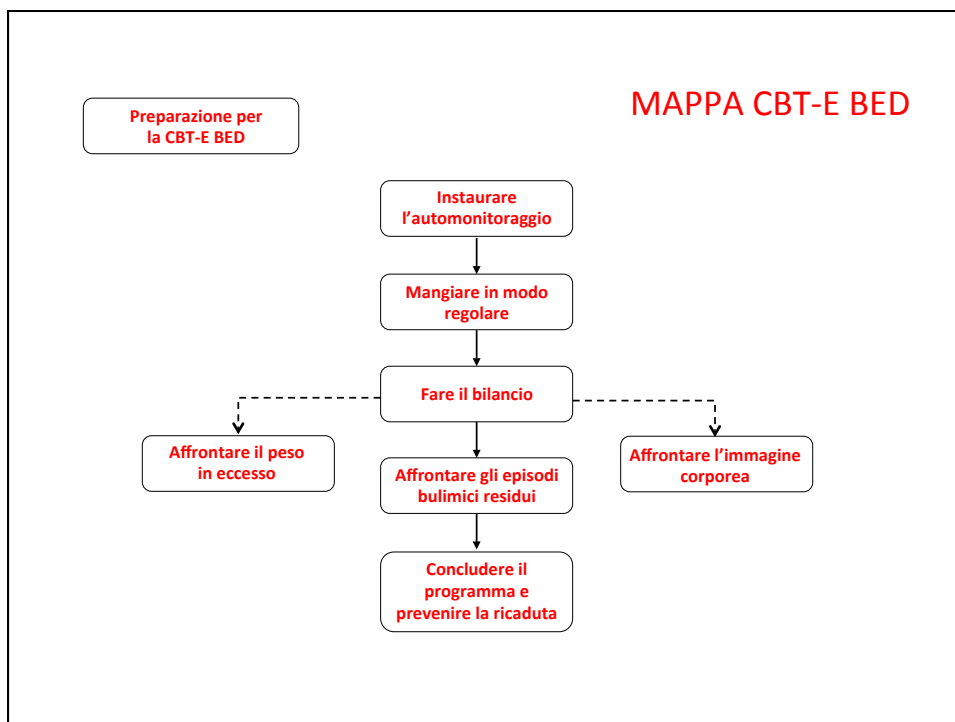 MAPPA CBT-E BED
Preparazione per
la CBT-E BED
Instaurare
l’automonitoraggio
Mangiare in modo
regolare
Fare il bilancio
Affrontare il peso
in eccesso
Affrontare gli episodi
bulimici residui
Affrontare l’immagine
corporea
Concludere il
programma e
prevenire la ricaduta